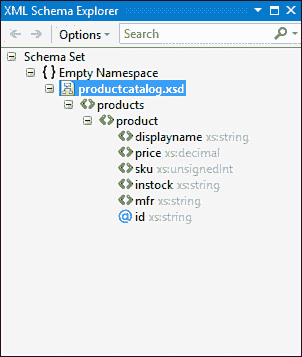 XML Schema Explorer
Options Search
Schema Set
{ } Empty Namespace
productcatalog.xsd
products
product
displayname xs:string
price xs:decimal
sku xs:unsignedInt
instock xs:string
mfr xs:string
@ id xs:string